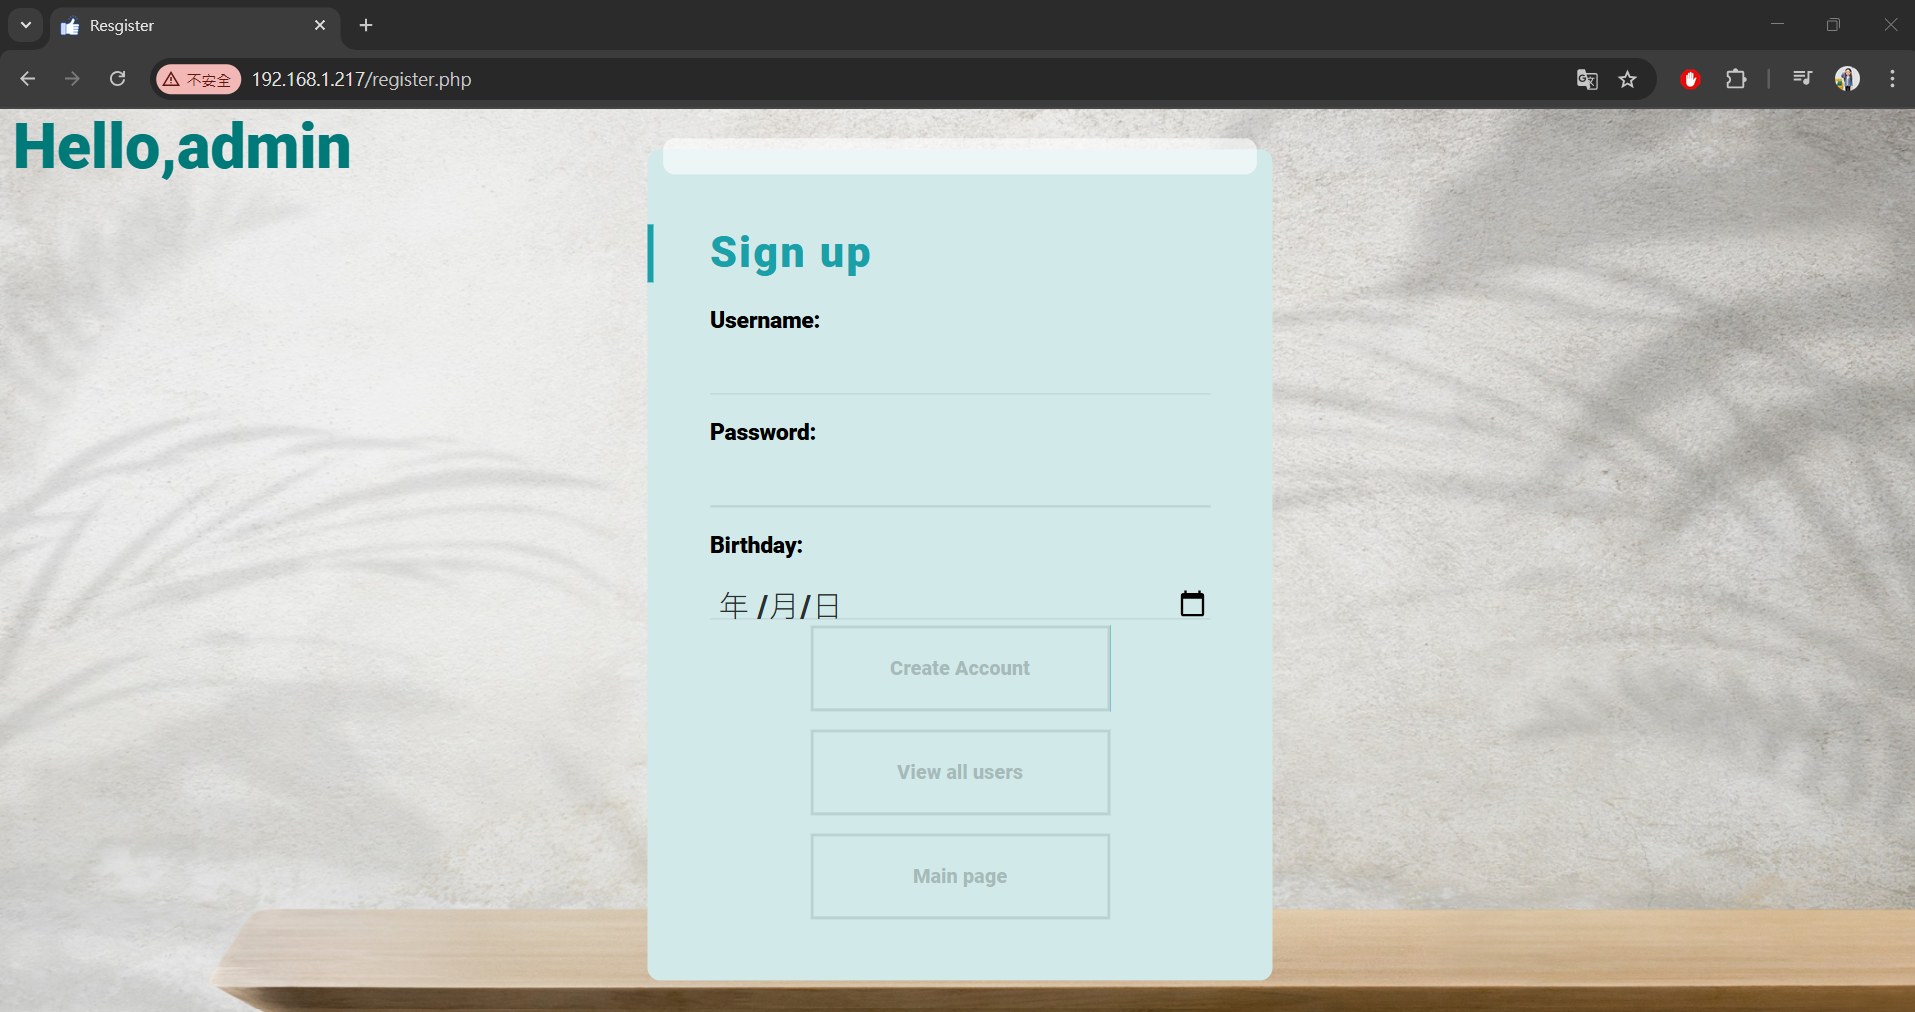 Resgister
不安全
192.168.1.217/register.php
Hello,admin
Sign up
Username:
Password:
Birthday:
年 /月/日
Create Account
View all users
Main page